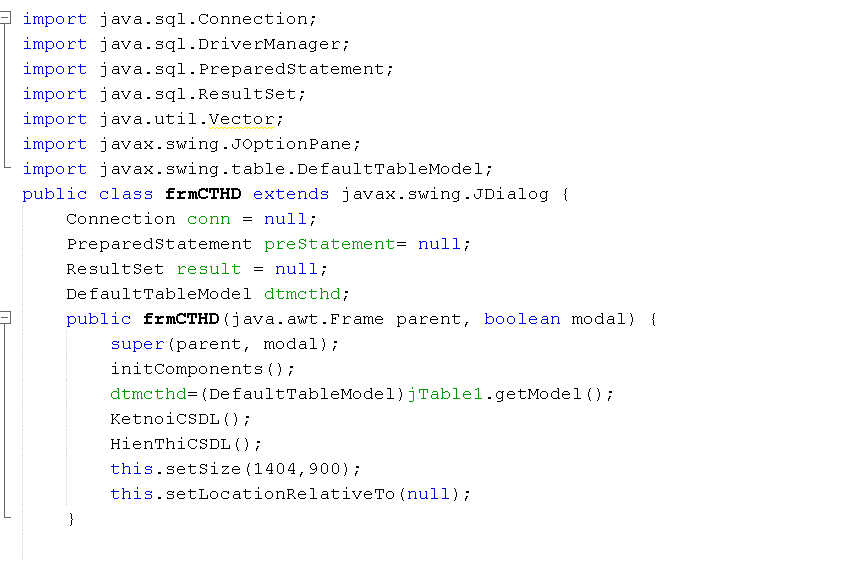 import java.sql.Connection;
import java.sql.DriverManager;
import java.sql.PreparedStatement;
import java.sql.ResultSet;
import java.util.Vector;
import javax.swing.JOptionPane;
import javax.swing.table.DefaultTableModel;
public class frmCTHD extends javax.swing.JDialog {
    Connection conn = null;
    PreparedStatement preStatement= null;
    ResultSet result = null;
    DefaultTableModel dtmcthd;
    public frmCTHD(java.awt.Frame parent, boolean modal) {
        super(parent, modal);
        initComponents();
        dtmcthd=(DefaultTableModel)jTable1.getModel();
        KetnoiCSDL();
        HienThiCSDL();
        this.setSize(1404,900);
        this.setLocationRelativeTo(null);
    }